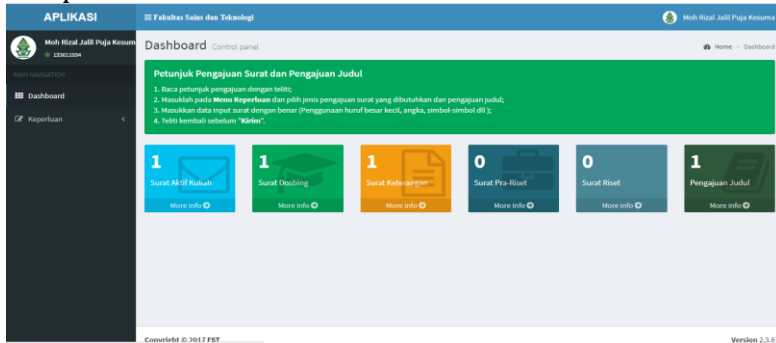 APLIKASI
Fakultas Sains dan Teknologi
Moh Rizal Jalil Puja Kesuma
Moh Rizal Jalil Puja Kesum
133611034
MAIN NAVIGATION
Dashboard
Keperluan
Dashboard Control panel
Home Dashboard
Petunjuk Pengajuan Surat dan Pengajuan Judul
1. Baca petunjuk pengajuan dengan teliti;
2. Masuklah pada Menu Keperluan dan pilih jenis pengajuan surat yang dibutuhkan dan pengajuan judul;
3. Masukkan data input surat dengan benar (Penggunaan huruf besar kecil, angka, simbol-simbol dll );
4. Teliti kembali sebelum "Kirim".
1
Surat Aktif Kuliah
More info
1
Surat Dosbing
More info
1
Surat Keterangan
More info
0
Surat Pra-Riset
More info
0
Surat Riset
More info
1
Pengajuan Judul
More info
Copyright © 2017 FST
Version 2.3.6